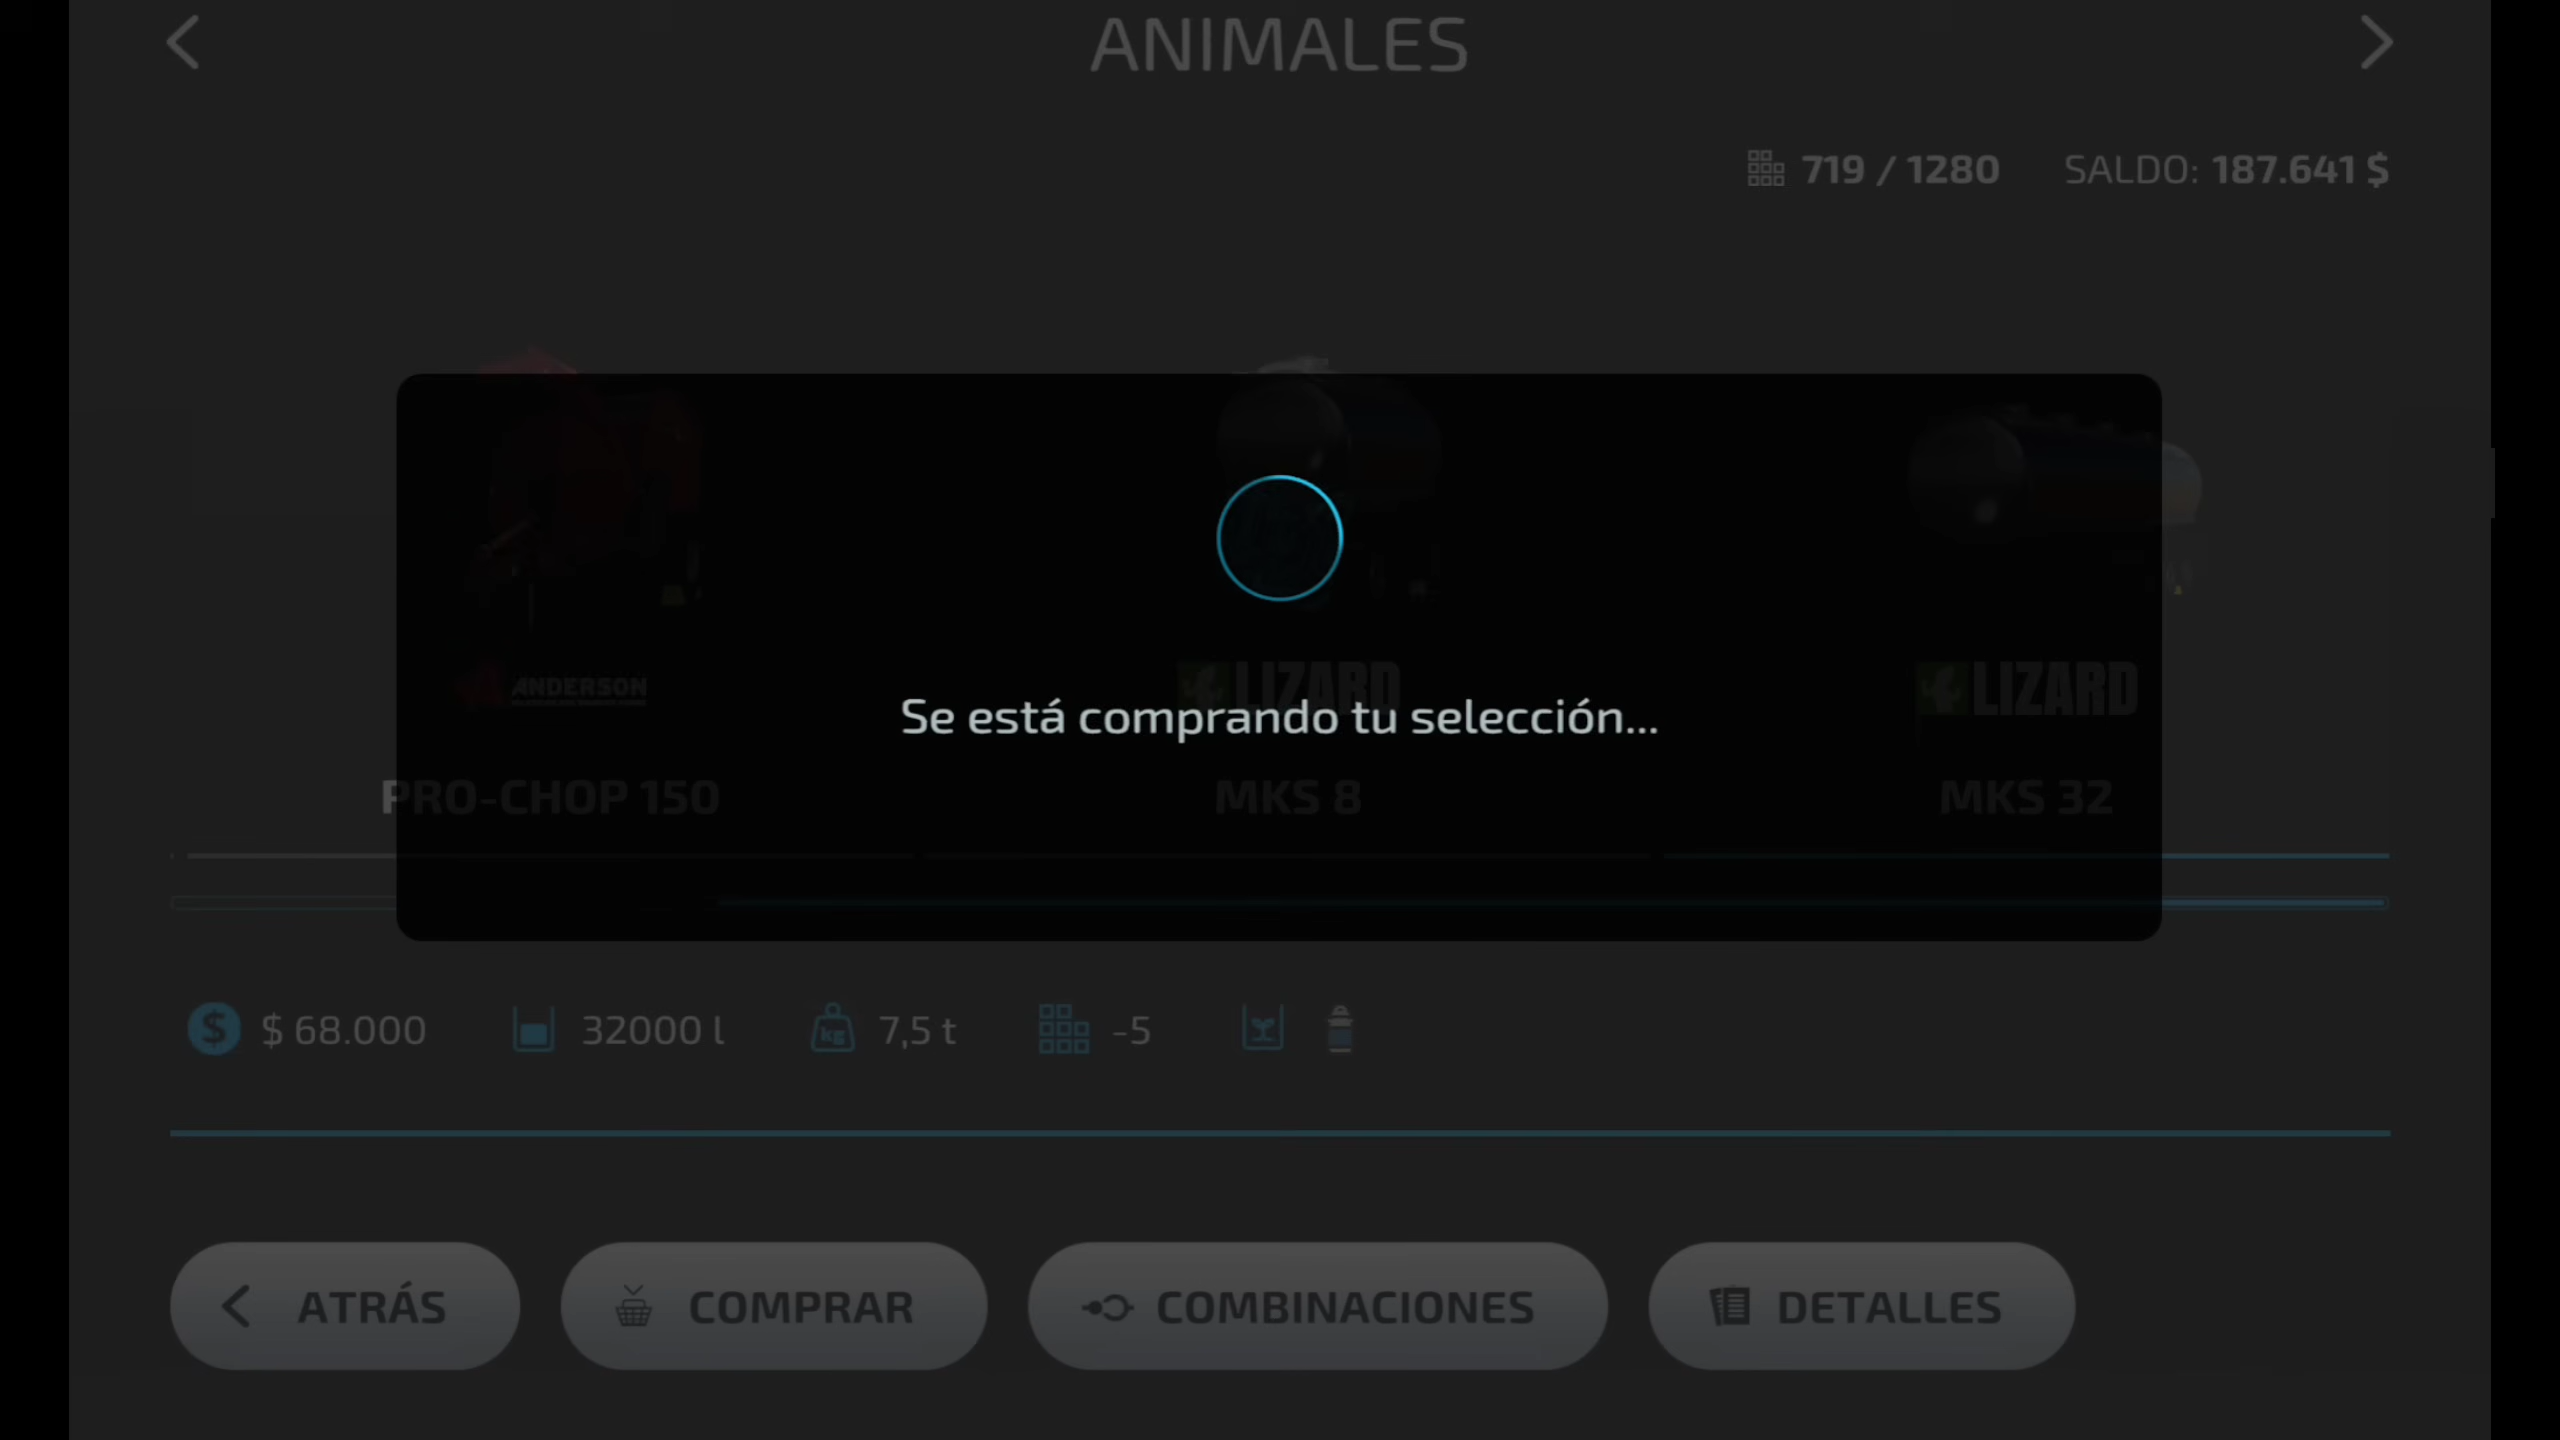 ANIMALES
719 / 1280 SALDO: 187.641 $
ANDERSON
LIZARD
LIZARD
Se está comprando tu selección...
PRO-CHOP 150
MKS 8
MKS 32
$ 68.000
32000 l
kg 7,5 t
-5
ATRÁS
COMPRAR
COMBINACIONES
DETALLES